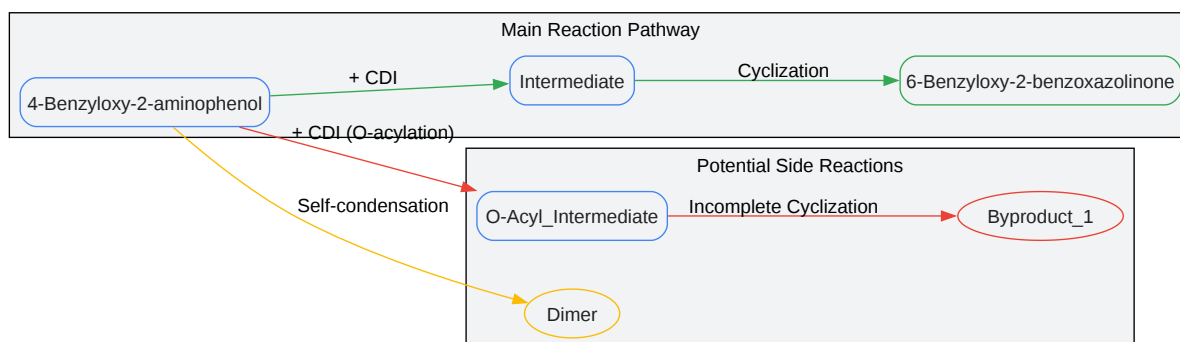 Main Reaction Pathway
4-Benzyloxy-2-aminophenol
+ CDI
Intermediate
Cyclization
6-Benzyloxy-2-benzoxazolinone
+ CDI (O-acylation)
Potential Side Reactions
Self-condensation
O-Acyl_Intermediate
Incomplete Cyclization
Byproduct_1
Dimer